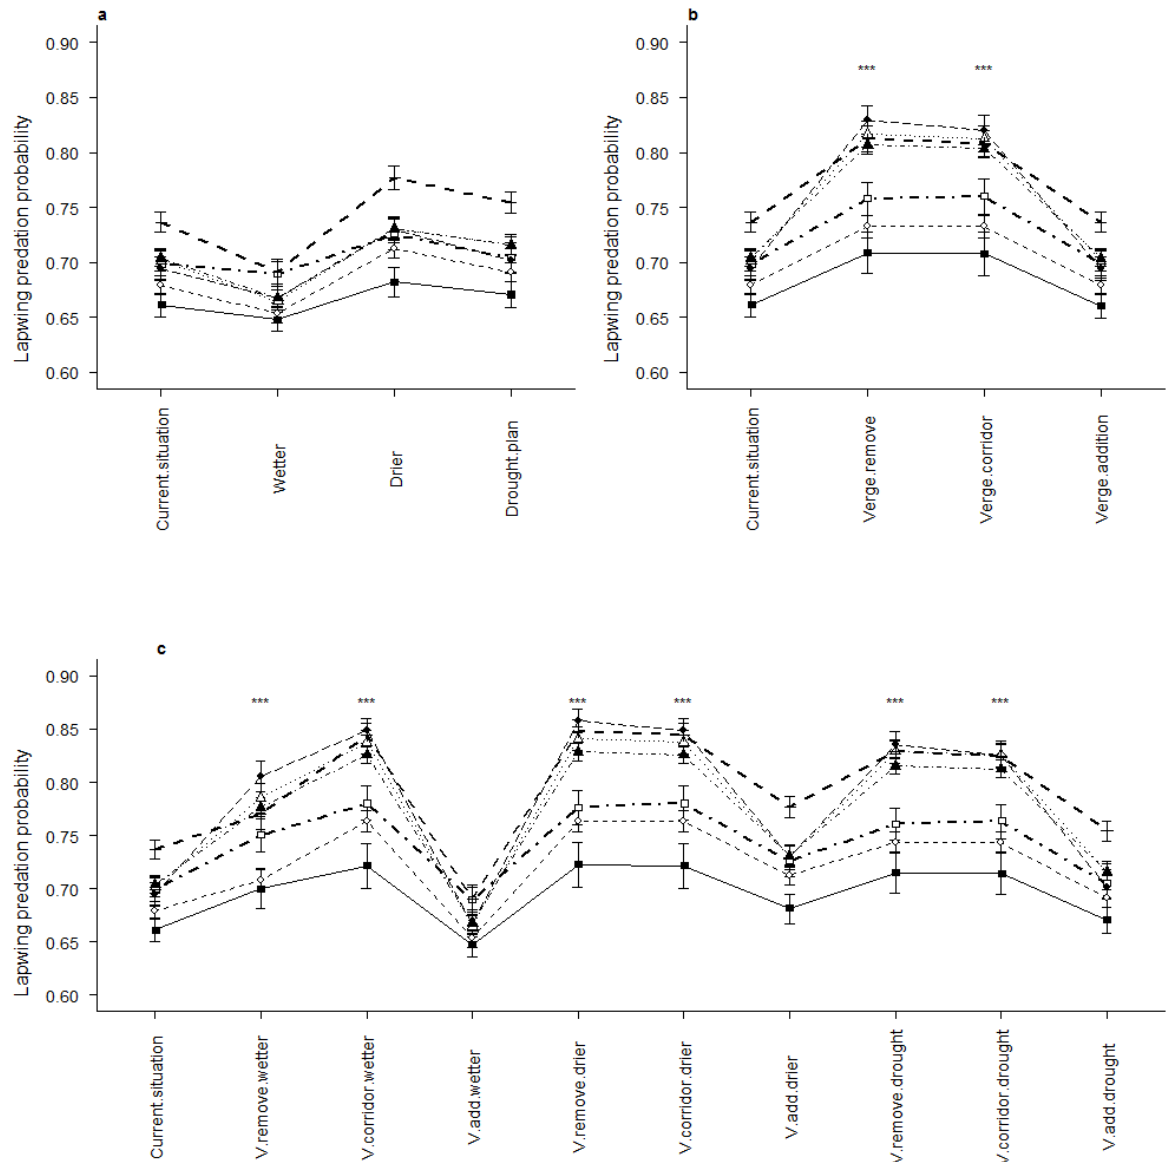 a
0.90
0.85
0.80
0.75
0.70
0.65
0.60
Lapwing predation probability
Current.situation
Wetter
Drier
Drought.plan
b
0.90
0.85
0.80
0.75
0.70
0.65
0.60
Lapwing predation probability
*** ***
Current.situation
Verge.remove
Verge.corridor
Verge.addition
c
0.90
0.85
0.80
0.75
0.70
0.65
0.60
Lapwing predation probability
*** *** *** *** *** ***
Current.situation
V.remove.wetter
V.corridor.wetter
V.add.wetter
V.remove.drier
V.corridor.drier
V.add.drier
V.remove.drought
V.corridor.drought
V.add.drought